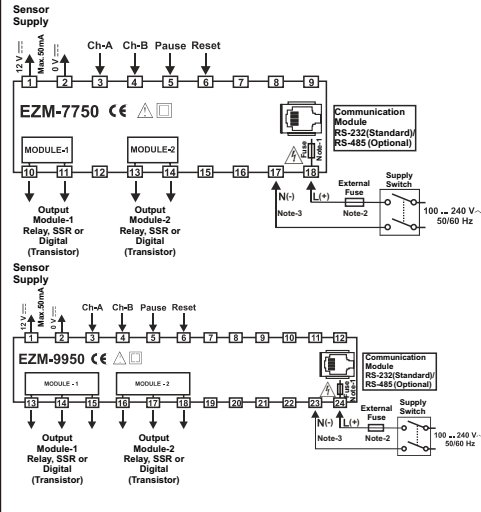 Sensor
Supply
12 V
Max.50mA
0 V
Ch-A Ch-B Pause Reset
1 2 3 4 5 6 7 8 9
EZM-7750 CE
Communication
Module
RS-232(Standard)/
RS-485 (Optional)
MODULE-1 MODULE-2
Fuse
Note-1
10 11 12 13 14 15 16 17 18
Output
Module-1
Relay, SSR or
Digital
(Transistor)
Output
Module-2
Relay, SSR or
Digital
(Transistor)
N(-) L(+)
Note-3
External
Fuse
Note-2
Supply
Switch
100 ... 240 V~
50/60 Hz
Sensor
Supply
12 V
Max.50mA
0 V
Ch-A Ch-B Pause Reset
1 2 3 4 5 6 7 8 9 10 11 12
EZM-9950 CE
Communication
Module
RS-232(Standard)/
RS-485 (Optional)
MODULE - 1 MODULE - 2
Fuse
Note-1
13 14 15 16 17 18 19 20 21 22 23 24
Output
Module-1
Relay, SSR or
Digital
(Transistor)
Output
Module-2
Relay, SSR or
Digital
(Transistor)
N(-) L(+)
Note-3
External
Fuse
Note-2
Supply
Switch
100 ... 240 V~
50/60 Hz